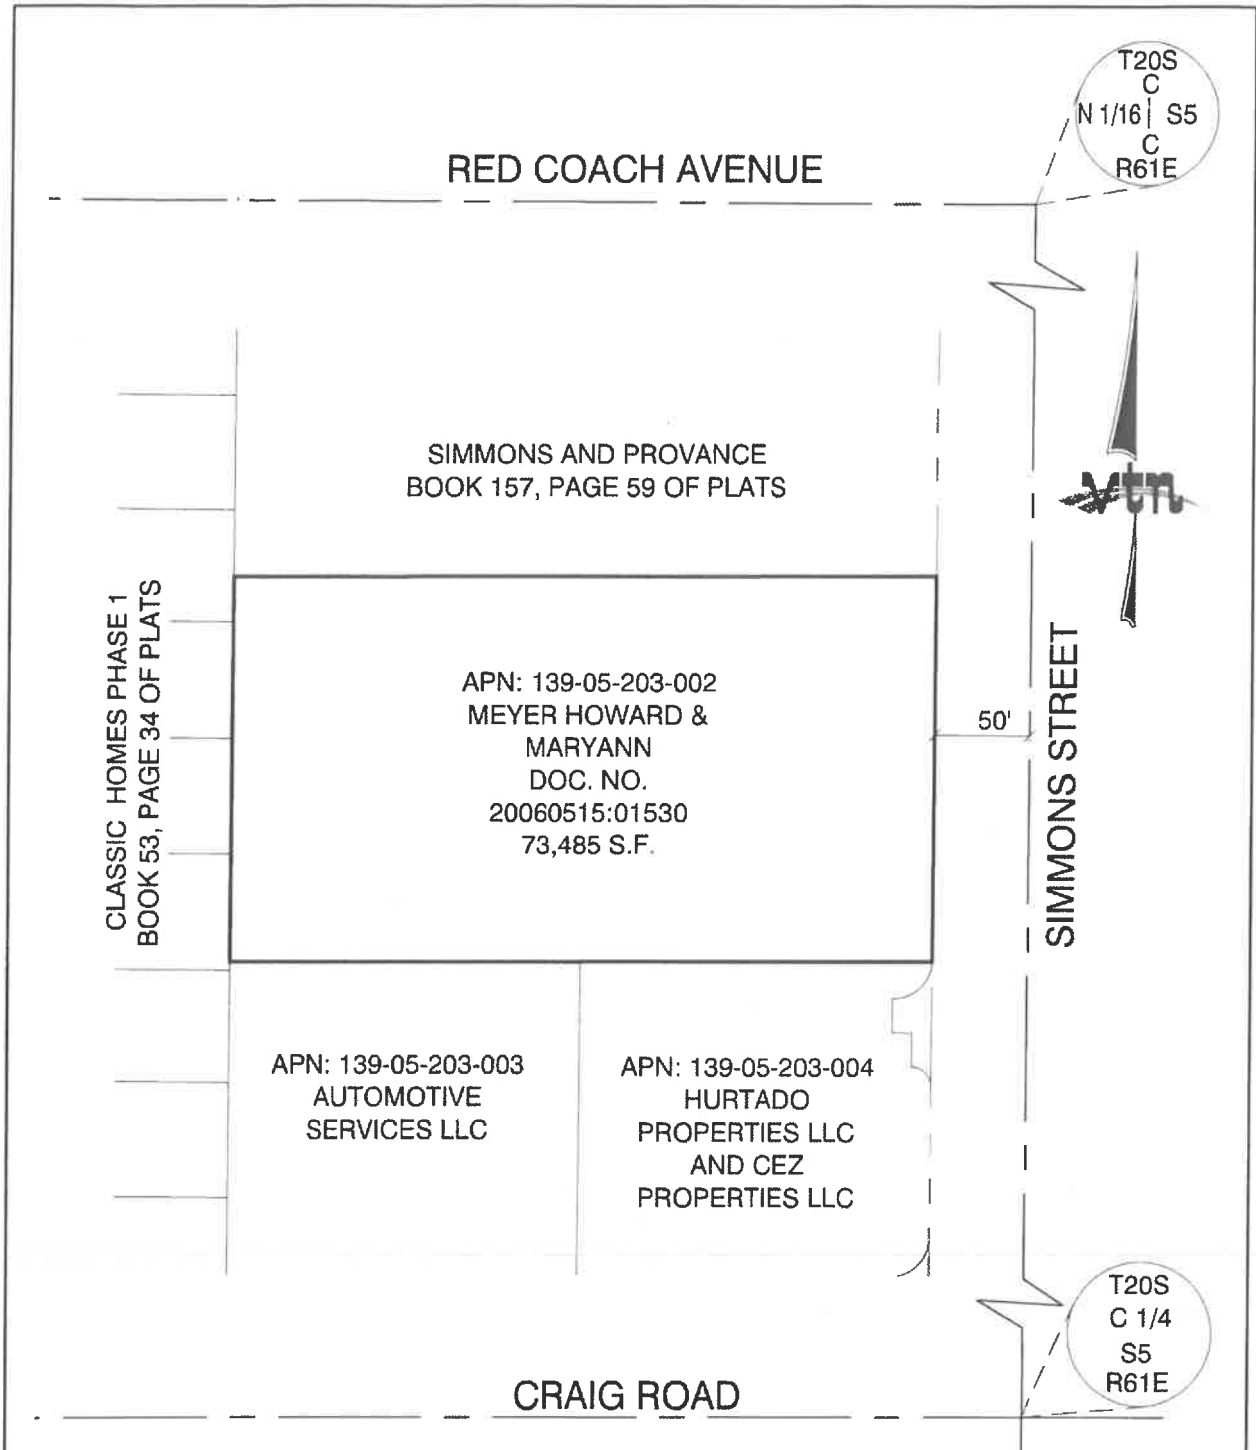 T20S
C
N 1/16 | S5
C
R61E
RED COACH AVENUE
SIMMONS AND PROVANCE
BOOK 157, PAGE 59 OF PLATS
vtn
CLASSIC HOMES PHASE 1
BOOK 53, PAGE 34 OF PLATS
APN: 139-05-203-002
MEYER HOWARD &
MARYANN
DOC. NO.
20060515:01530
73,485 S.F.
50'
SIMMONS STREET
APN: 139-05-203-003
AUTOMOTIVE
SERVICES LLC
APN: 139-05-203-004
HURTADO
PROPERTIES LLC
AND CEZ
PROPERTIES LLC
T20S
C 1/4
S5
R61E
CRAIG ROAD